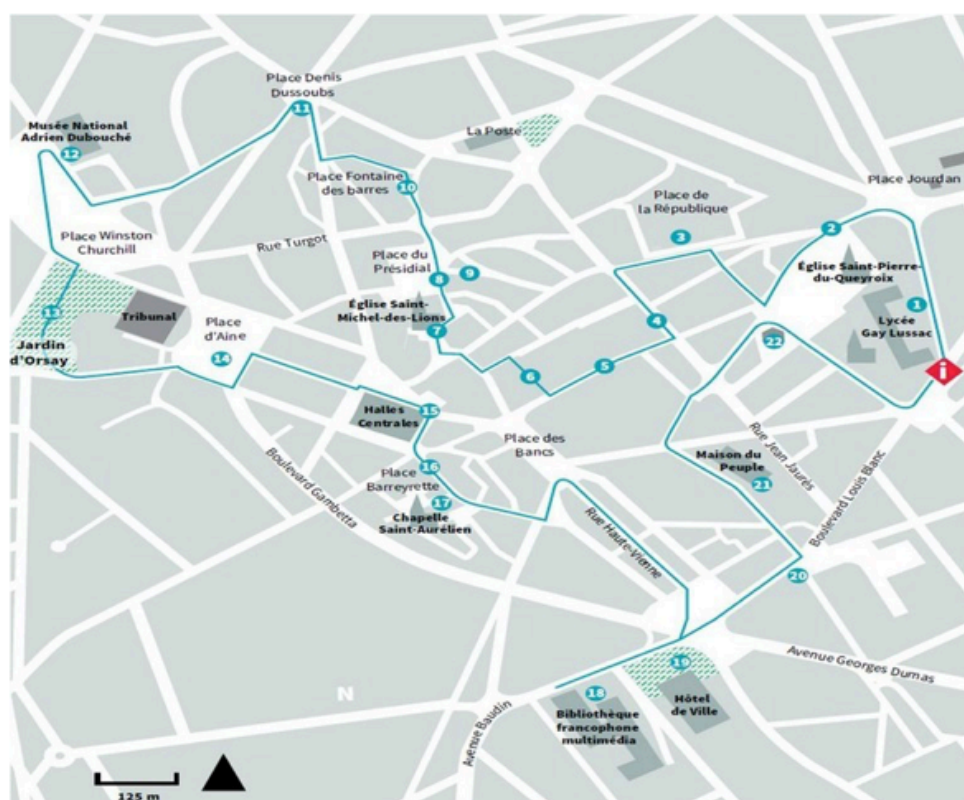 Place Denis
Dussoubs
11
Musée National
Adrien Dubouché
12
La Poste
Place Fontaine
des barres
10
Place Jourdan
Place de
la République
3
2
Place Winston
Churchill
Rue Turgot
Place du
Présidial
8
9
Église Saint-Pierre-
du-Queyroix
1
Lycée
Gay Lussac
Église Saint-
Michel-des-Lions
7
4
13
Tribunal
Jardin
d'Orsay
Place
d'Aine
14
22
i
6
5
Halles
Centrales
15
Place des
Bancs
Rue Jean Jaurès
Maison du
Peuple
21
Boulevard Louis Blanc
Boulevard Gambetta
16
Place
Barreyrette
17
Chapelle
Saint-Aurélien
Rue Haute-Vienne
20
19
Avenue Georges Dumas
18
Hôtel
de Ville
Bibliothèque
francophone
multimédia
Avenue Baudin
N
125 m